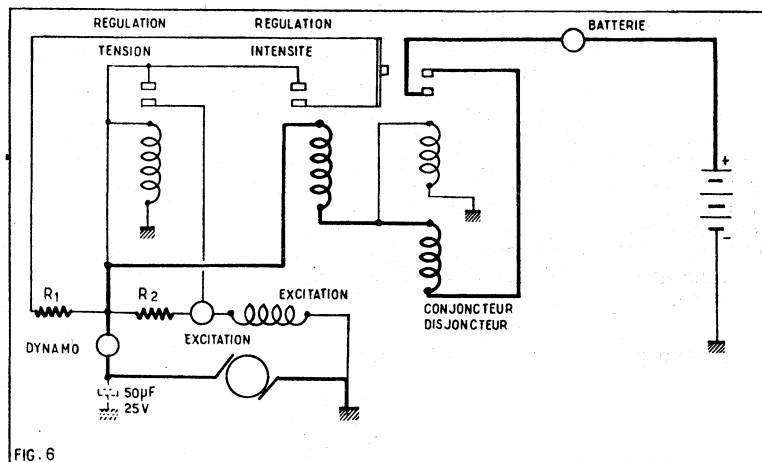 REGULATION
REGULATION
BATTERIE
TENSION
INTENSITE
+
-
R1
R2
EXCITATION
CONJONCTEUR
DISJONCTEUR
DYNAMO
EXCITATION
50µF
25V
FIG. 6